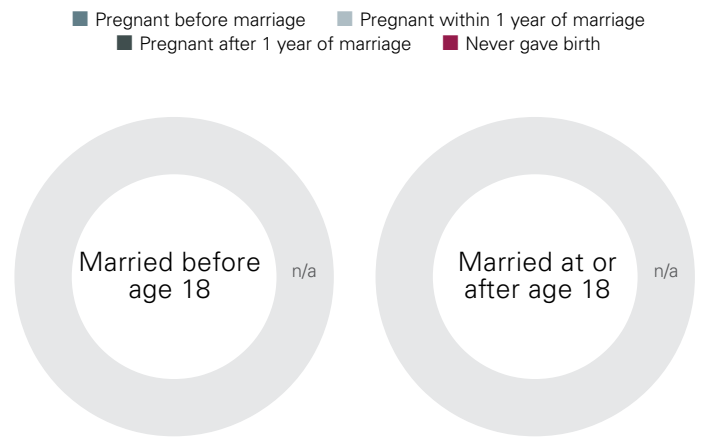 Pregnant before marriage Pregnant within 1 year of marriage
Pregnant after 1 year of marriage Never gave birth
Married before
age 18
n/a
Married at or
after age 18
n/a